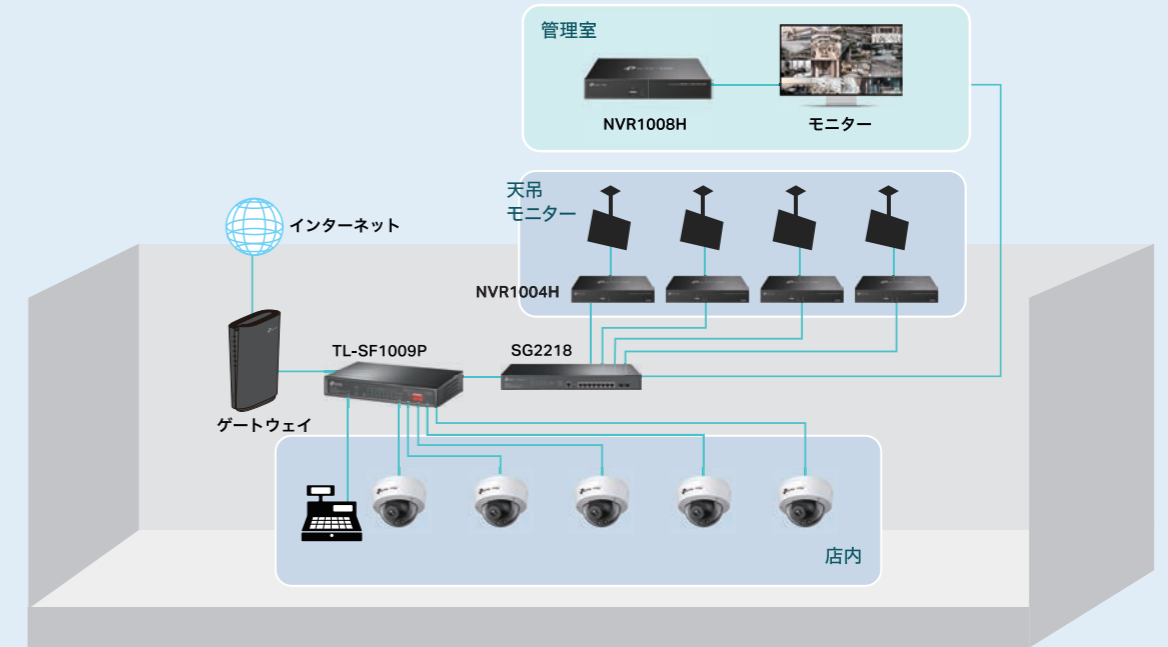 管理室
NVR1008H
モニター
天吊
モニター
インターネット
NVR1004H
TL-SF1009P
SG2218
ゲートウェイ
店内